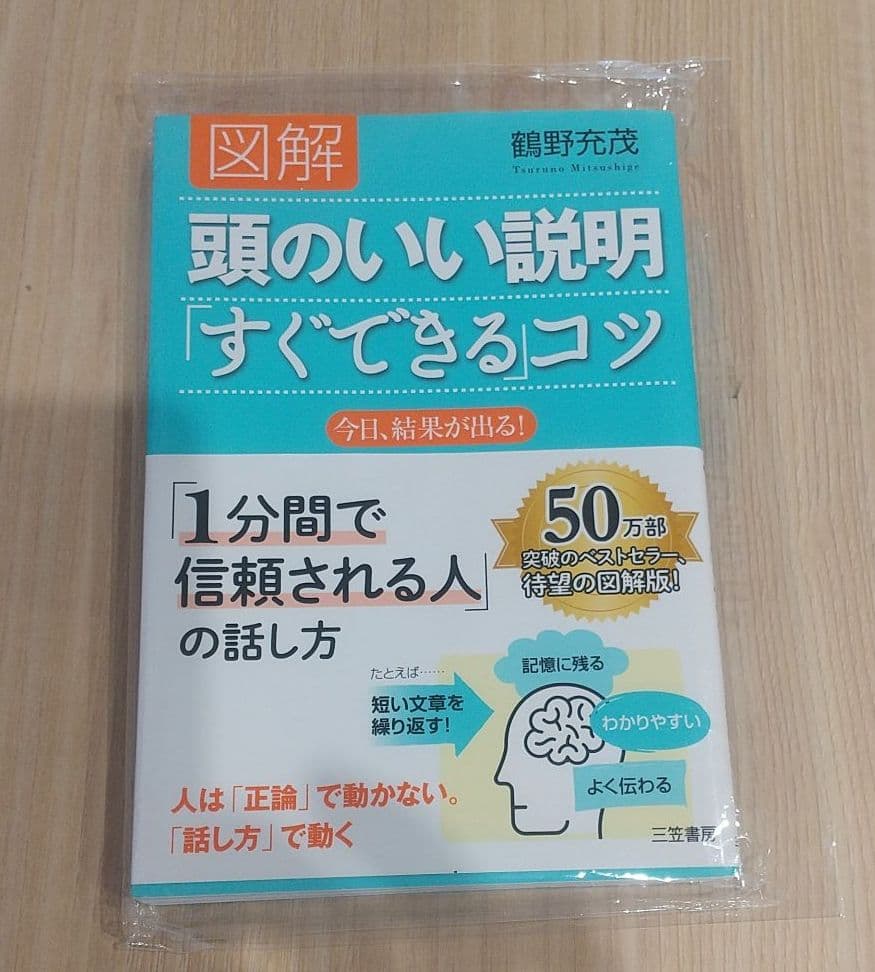 図解
鶴野充茂
Tsuruno Mitsushige
頭のいい説明
「すぐできる」コツ
今日、結果が出る!
「1分間で
信頼される人」
の話し方
50万部
突破のベストセラー、
待望の図解版!
たとえば……
短い文章を
繰り返す!
記憶に残る
わかりやすい
よく伝わる
人は「正論」で動かない。
「話し方」で動く
三笠書房